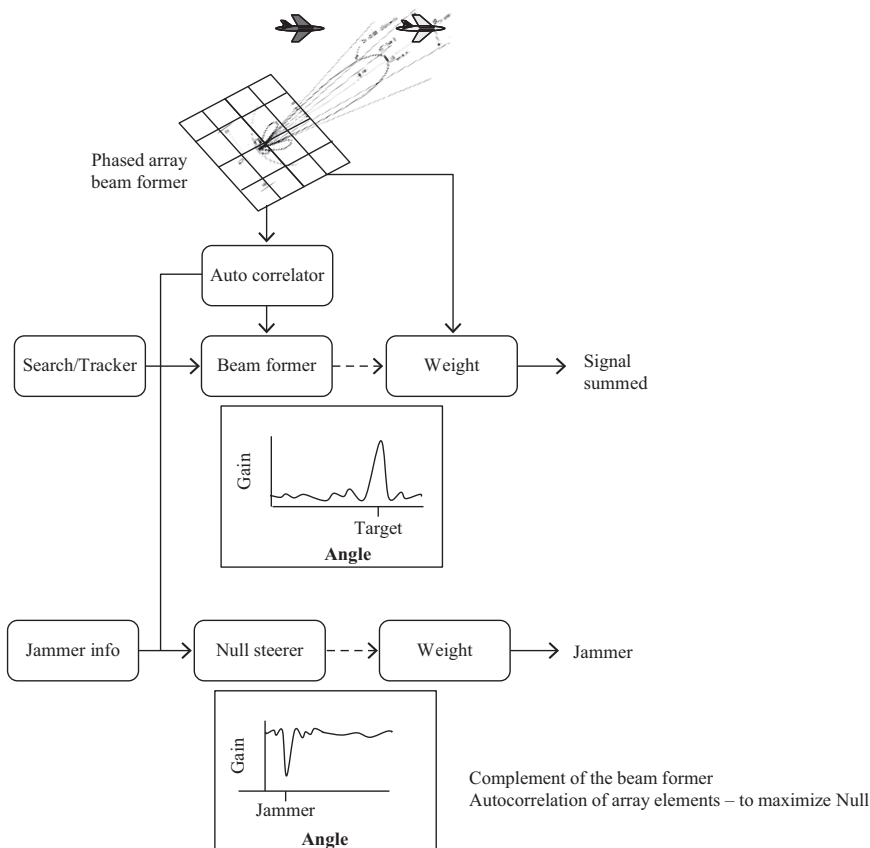 Phased array
beam former
Auto correlator
Search/Tracker
Beam former
Weight
Signal
summed
Gain
Target
Angle
Jammer info
Null steerer
Weight
Jammer
Gain
Jammer
Angle
Complement of the beam former
Autocorrelation of array elements – to maximize Null